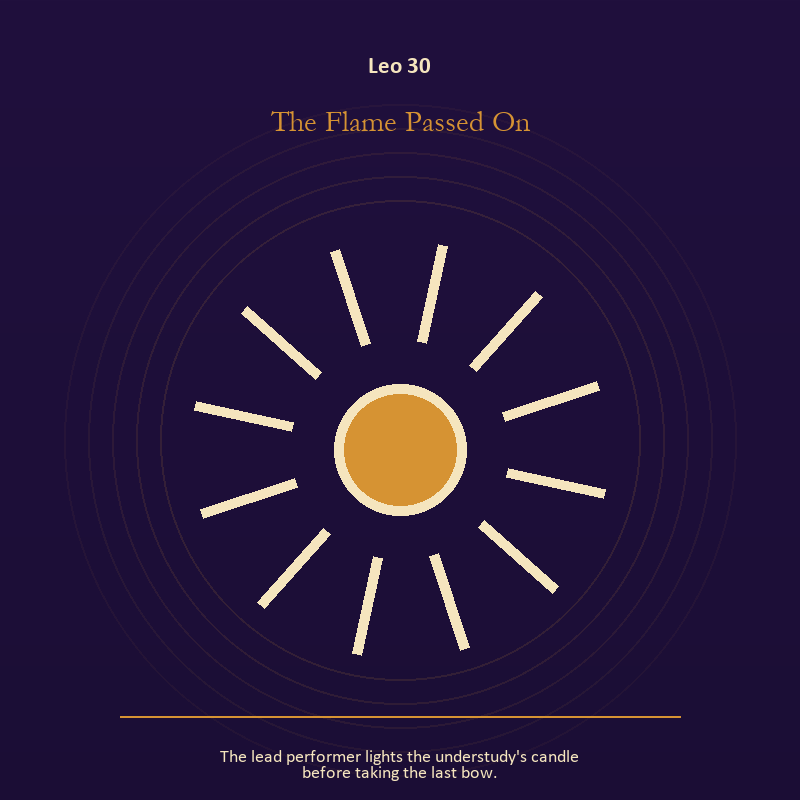 Leo 30
The Flame Passed On
The lead performer lights the understudy's candle
before taking the last bow.